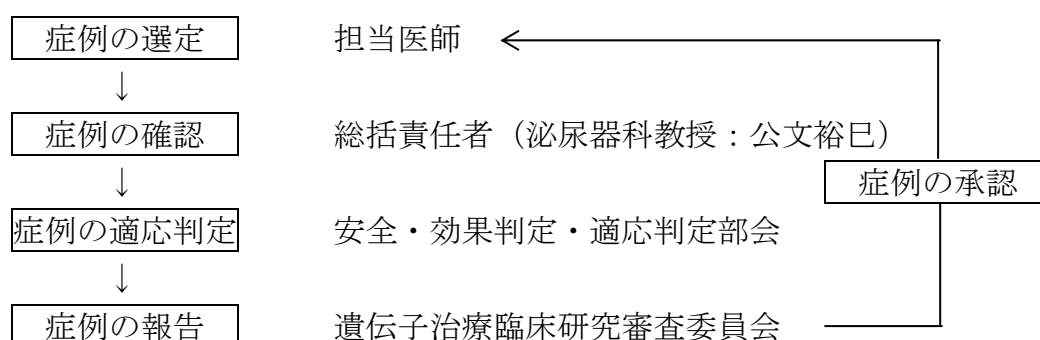 症例の選定 担当医師
↓
症例の確認 総括責任者（泌尿器科教授：公文裕巳）
↓
症例の承認
症例の適応判定 安全・効果判定・適応判定部会
↓
症例の報告 遺伝子治療臨床研究審査委員会